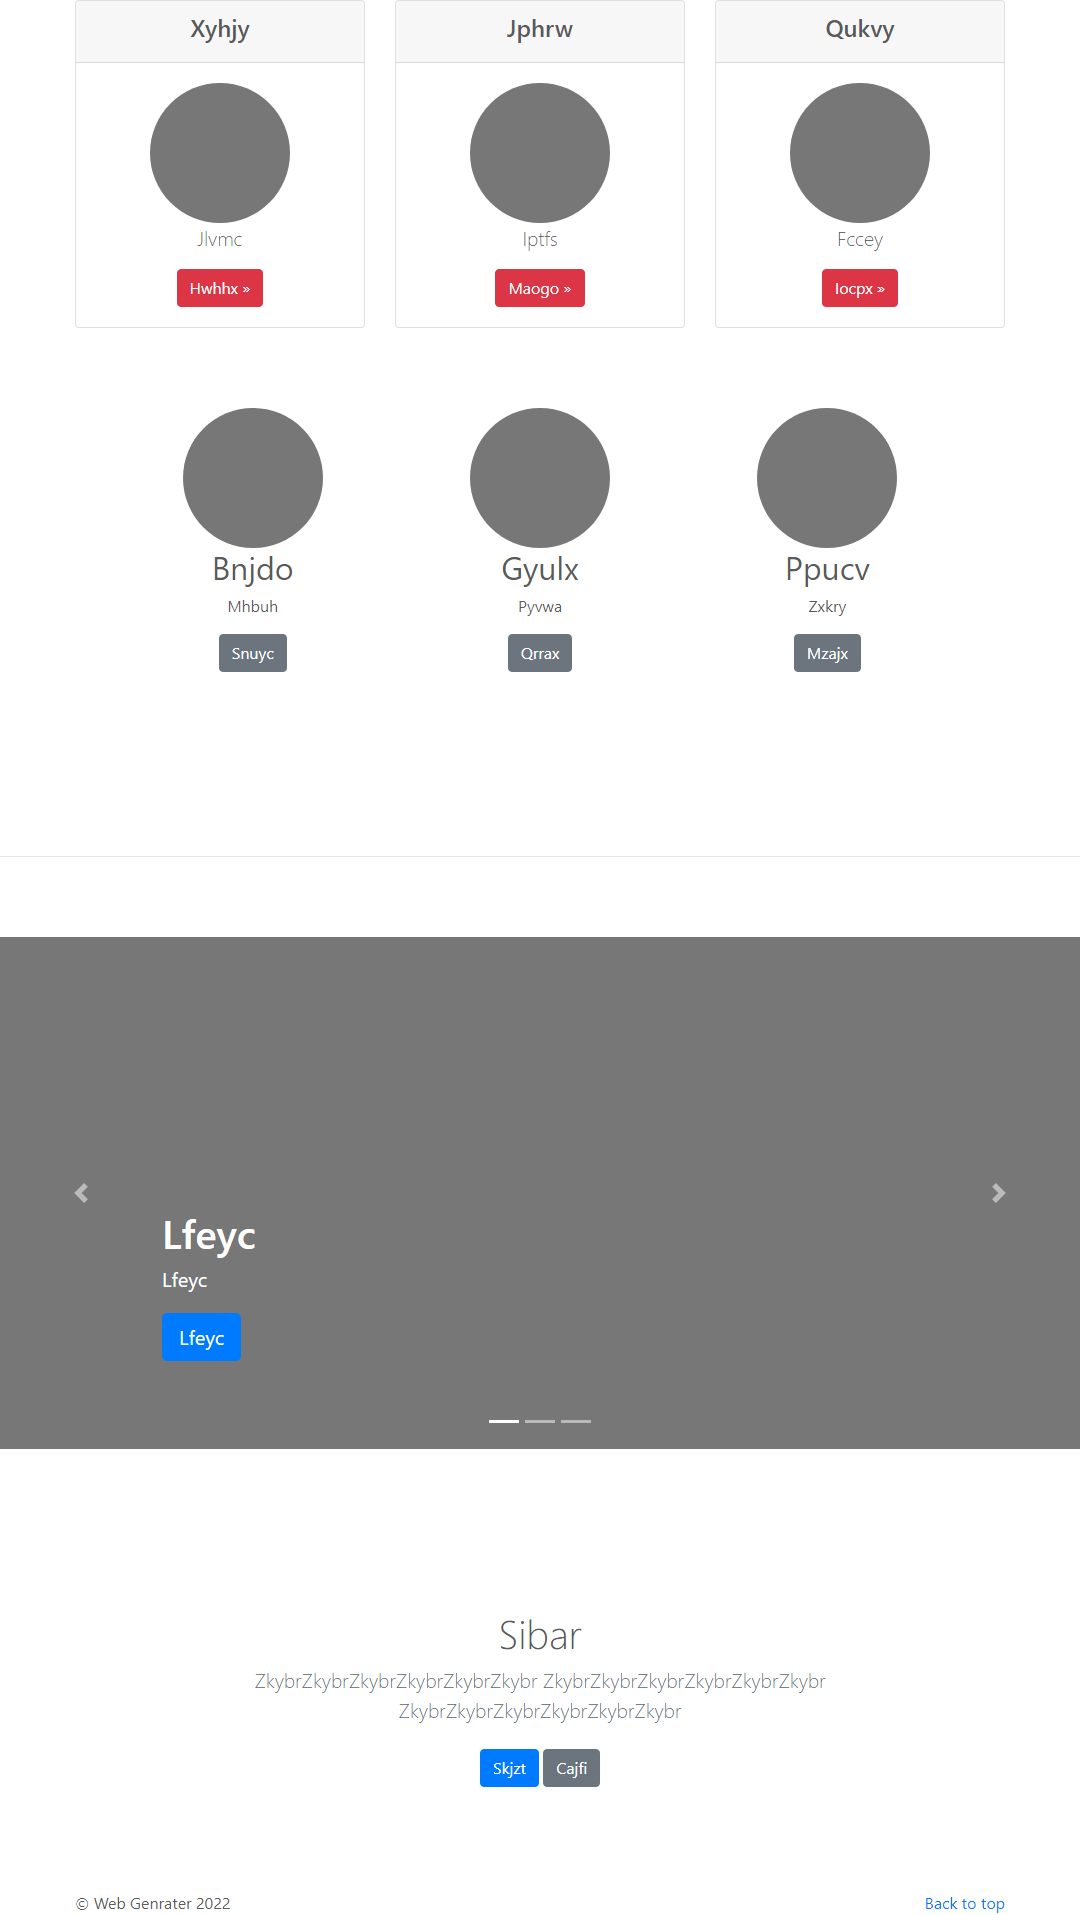 Xyhjy
Jphrw
Qukvy
Jlvmc
Iptfs
Fccey
Hwhhx »
Maogo »
Iocpx »
Bnjdo
Gyulx
Ppucv
Mhbuh
Pyvwa
Zxkry
Snuyc
Qrrax
Mzajx
Lfeyc
Lfeyc
Lfeyc
Sibar
ZkybrZkybrZkybrZkybrZkybrZkybr ZkybrZkybrZkybrZkybrZkybrZkybr
ZkybrZkybrZkybrZkybrZkybrZkybr
Skjzt
Cajfi
© Web Genrater 2022
Back to top